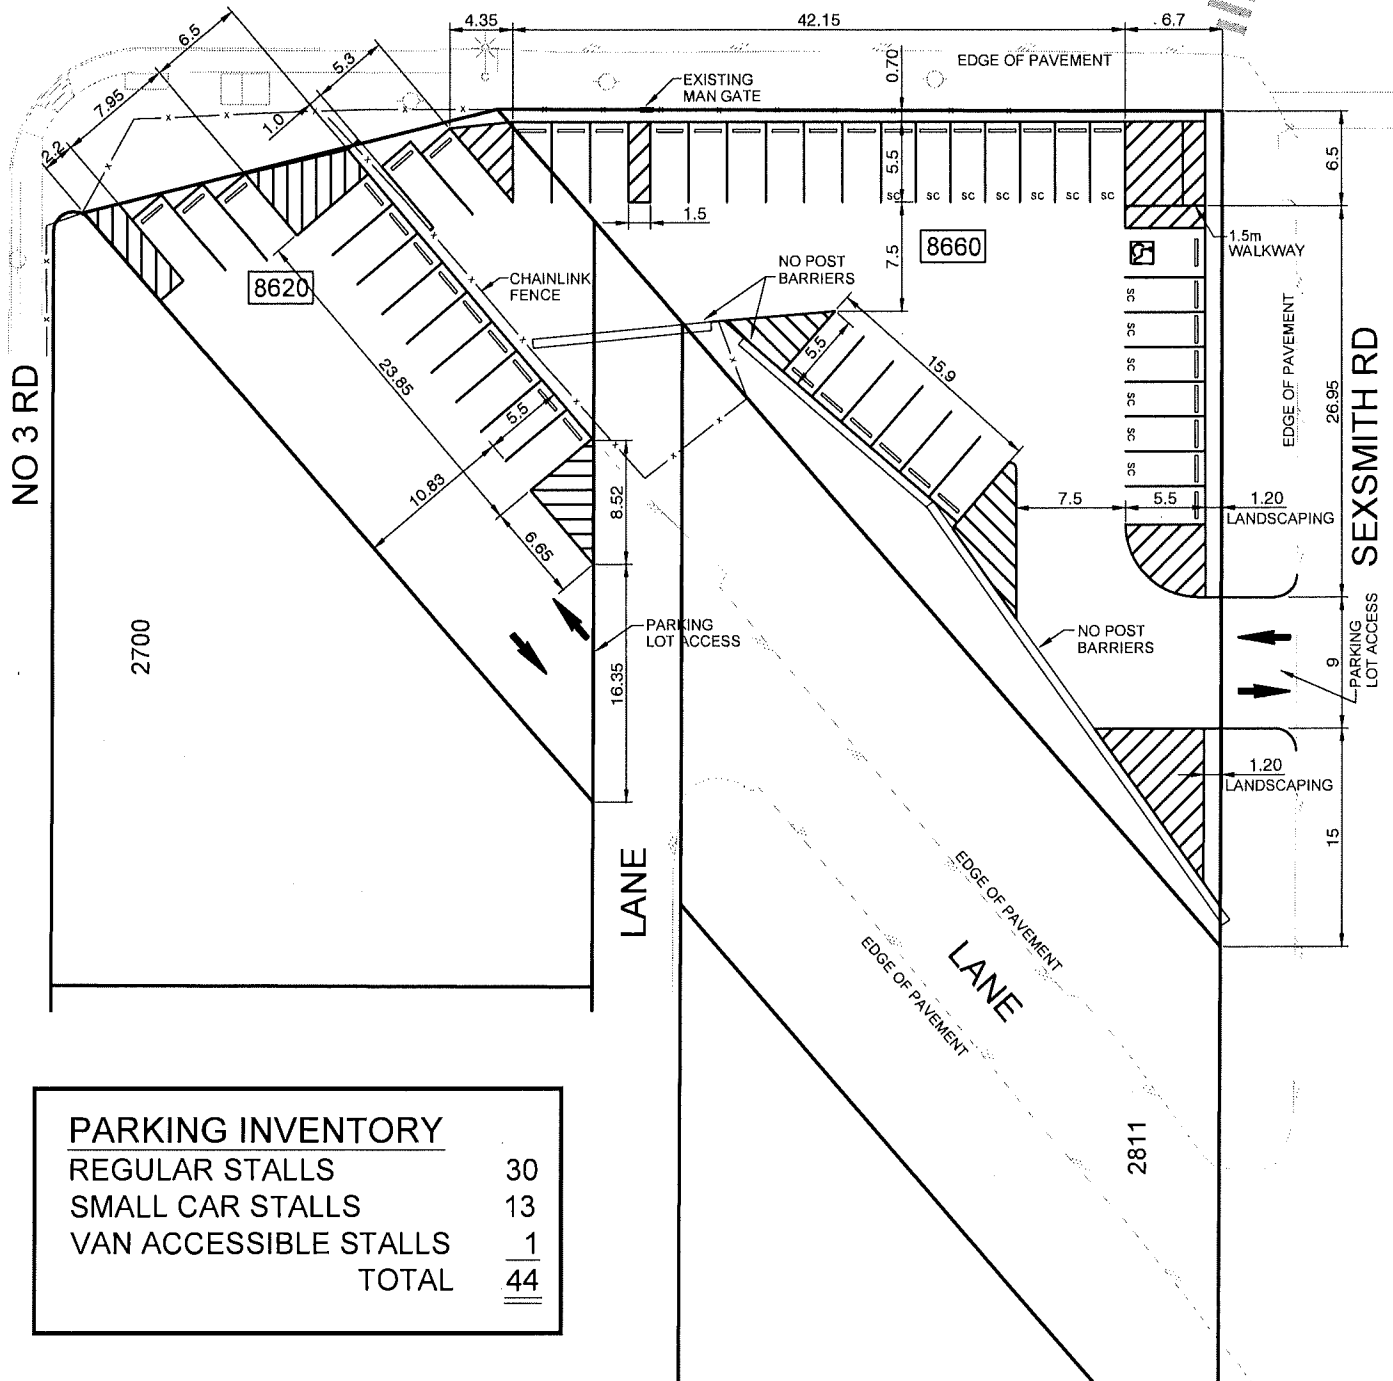 4.35
42.15
6.7
6.5
5.3
7.95
1.0
2.2
0.70
EDGE OF PAVEMENT
EXISTING
MAN GATE
5.5
6.5
SC
SC
SC
SC
SC
SC
SC
1.5
7.5
8660
1.5m
WALKWAY
NO POST
BARRIERS
CHAINLINK
FENCE
8620
SC
SC
SC
SC
SC
SC
EDGE OF PAVEMENT
26.95
SEXSMITH RD
NO 3 RD
23.85
5.5
15.9
5.5
10.83
8.52
6.65
7.5
5.5
1.20
LANDSCAPING
2700
PARKING
LOT ACCESS
16.35
NO POST
BARRIERS
9
PARKING
LOT ACCESS
1.20
LANDSCAPING
15
LANE
EDGE OF PAVEMENT
LANE
EDGE OF PAVEMENT
2811
PARKING INVENTORY
REGULAR STALLS 30
SMALL CAR STALLS 13
VAN ACCESSIBLE STALLS 1
TOTAL 44